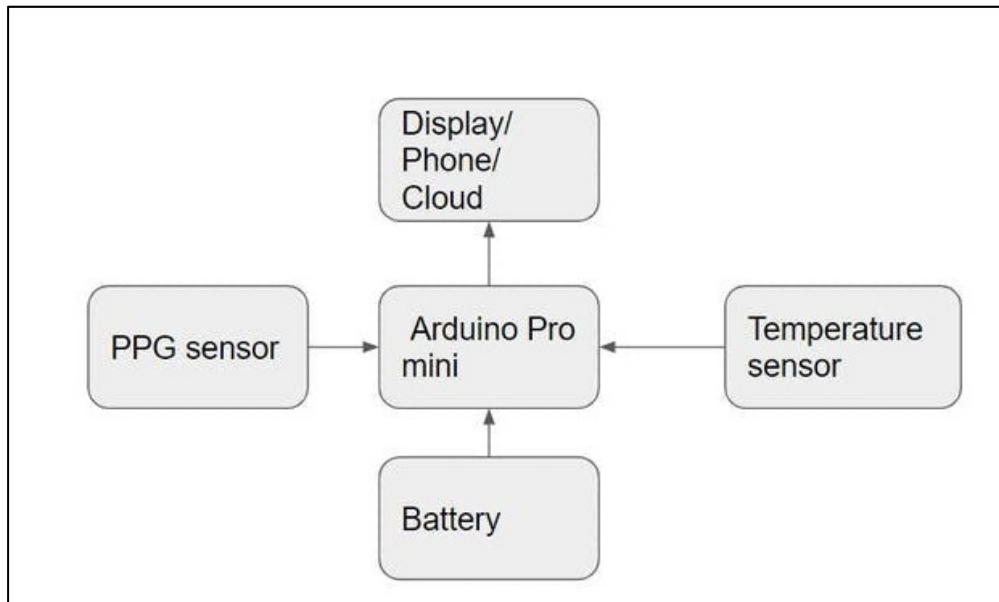 Display/
Phone/
Cloud
PPG sensor
Arduino Pro
mini
Temperature
sensor
Battery